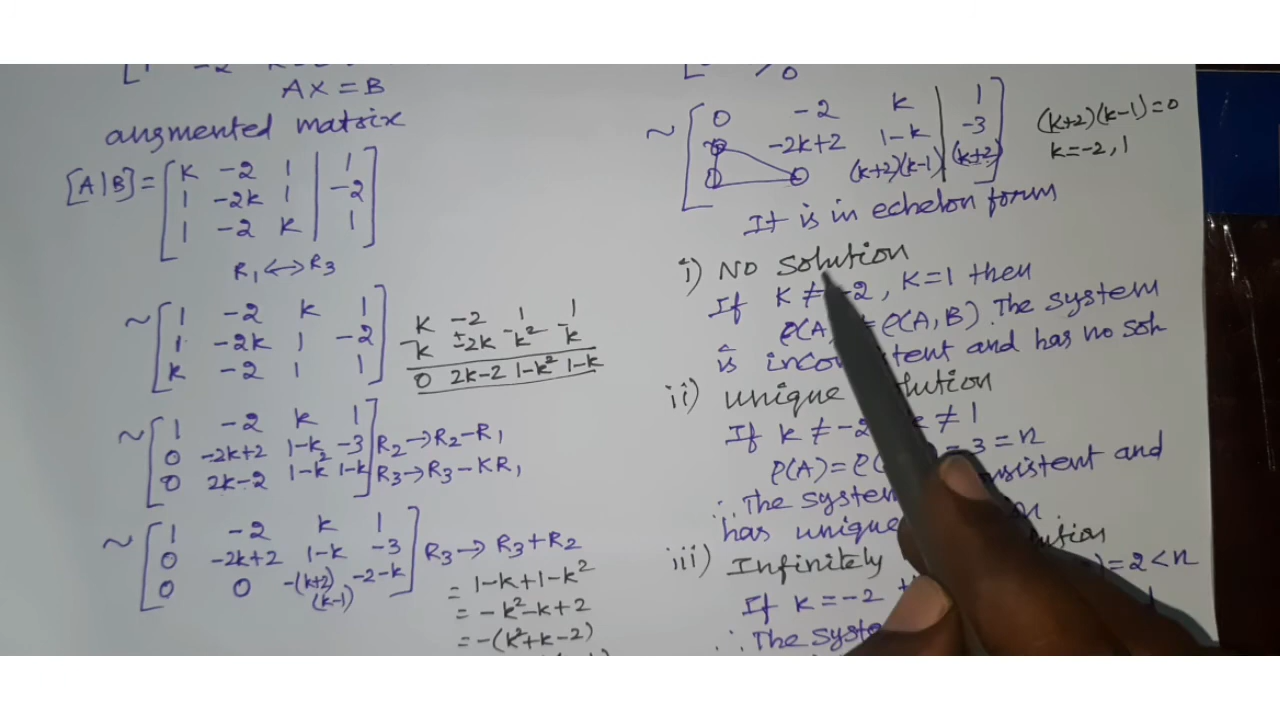 AX = B
augmented matrix
[A|B] = [K -2 1 | 1
1 -2k 1 | -2
1 -2 K | 1]
R₁ ↔ R₃
~ [1 -2 k 1
1 -2k 1 -2
k -2 1 1]
k -2 1 1
-k ±2k -k² -k
0 2k-2 1-k² 1-k
~ [1 -2 k 1
0 -2k+2 1-k -3
0 2k-2 1-k² 1-k]
R₂ → R₂-R₁
R₃ → R₃-KR₁
~ [1 -2 k 1
0 -2k+2 1-k -3
0 0 -(k+2)(k-1) -2-k]
R₃ → R₃+R₂
= 1-k+1-k²
= -k²-k+2
= -(k²+k-2)
~ [0 -2 k | 1
0 -2k+2 1-k | -3
0 0 (k+2)(k-1) | (k+2)]
(k+2)(k-1)=0
k=-2, 1
It is in echelon form
i) No solution
If K ≠ -2, K=1 then
ρ(A) = ρ(A,B). The system
is and has no soln
ii) unique
If k ≠ -2 ≠ 1
ρ(A) = = 3 = n
∴ The system and
has unique
iii) Infinitely
= 2 < n
If k = -2
∴ The